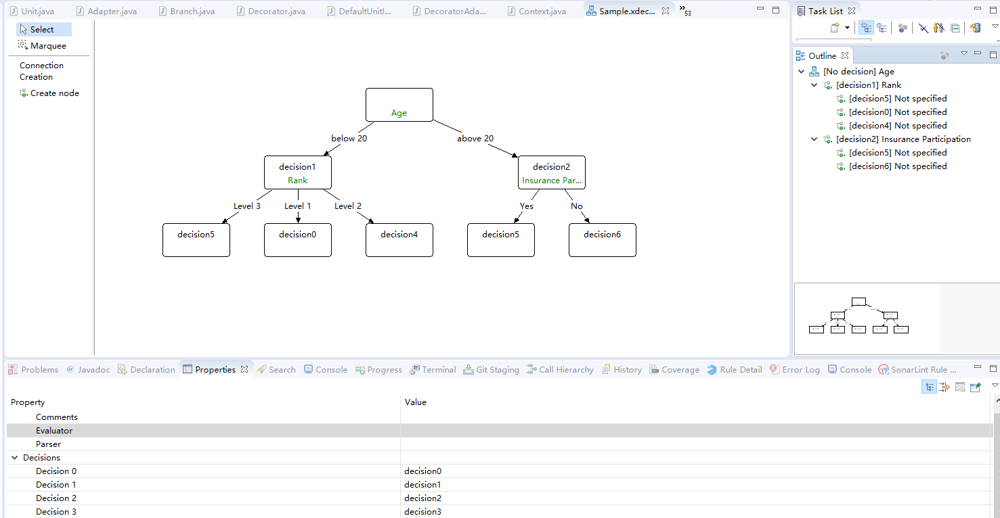 Unit.java Adapter.java Branch.java Decorator.java DefaultUnitI... DecoratorAda... Context.java Sample.xdec... »53
Task List
Select
Marquee
Connection
Creation
Create node
Age
below 20 above 20
decision1 decision2
Rank Insurance Par...
Level 3 Level 1 Level 2 Yes No
decision5 decision0 decision4 decision5 decision6
Outline
[No decision] Age
[decision1] Rank
[decision5] Not specified
[decision0] Not specified
[decision4] Not specified
[decision2] Insurance Participation
[decision5] Not specified
[decision6] Not specified
Problems @ Javadoc Declaration Properties Search Console Progress Terminal Git Staging Call Hierarchy History Coverage Rule Detail Error Log Console SonarLint Rule ...
Property Value
Comments
Evaluator
Parser
Decisions
Decision 0 decision0
Decision 1 decision1
Decision 2 decision2
Decision 3 decision3